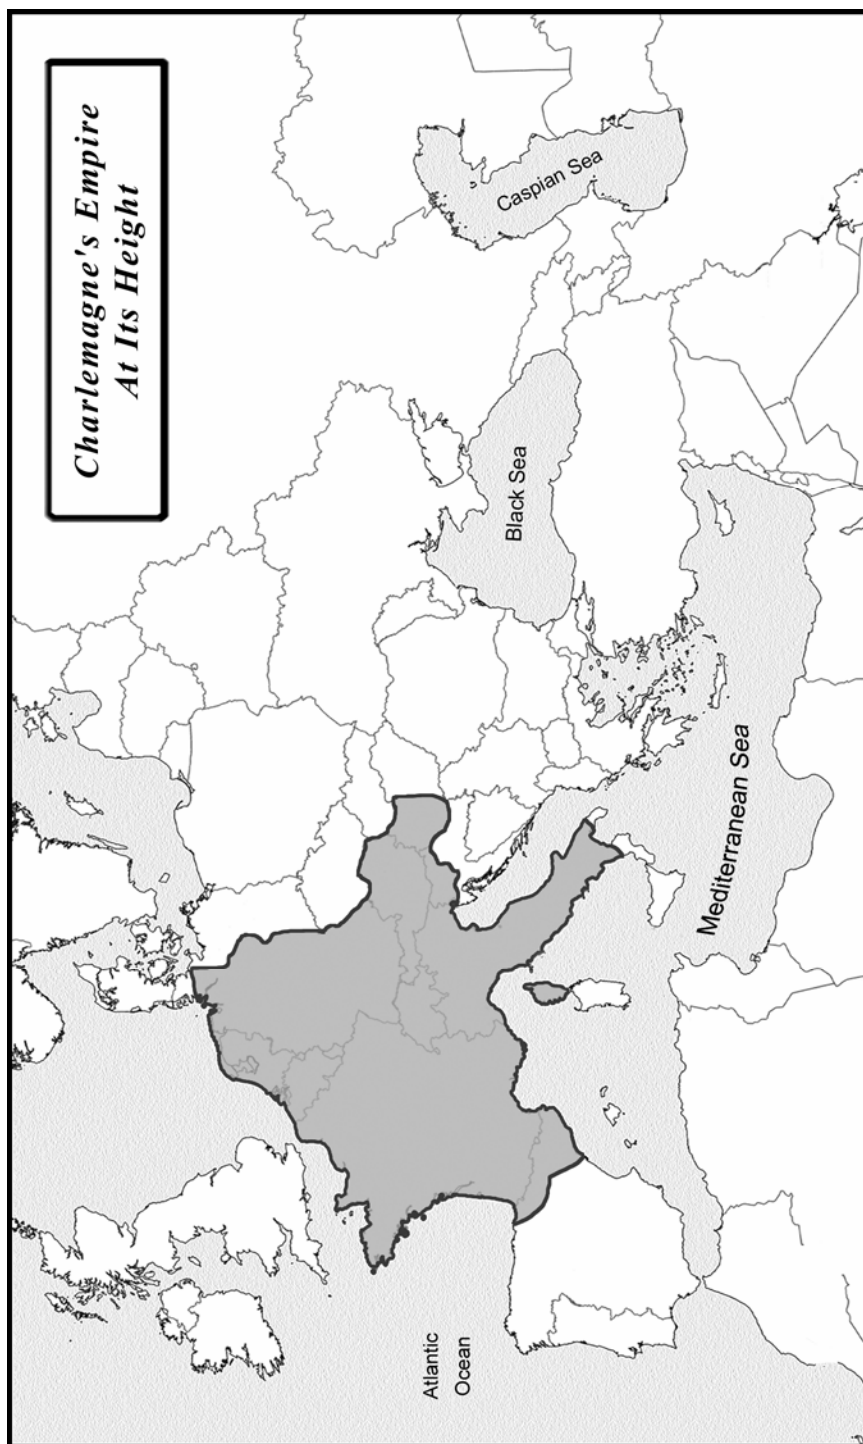 Charlemagne's Empire
At Its Height
Caspian Sea
Black Sea
Mediterranean Sea
Atlantic
Ocean